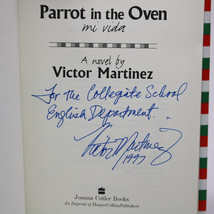 Parrot in the Oven
mi vida
A novel by
Victor Martinez
For the Collegiate School
English Department.
Victor Martinez
1997
Joanna Cotler Books
An Imprint of HarperCollinsPublishers